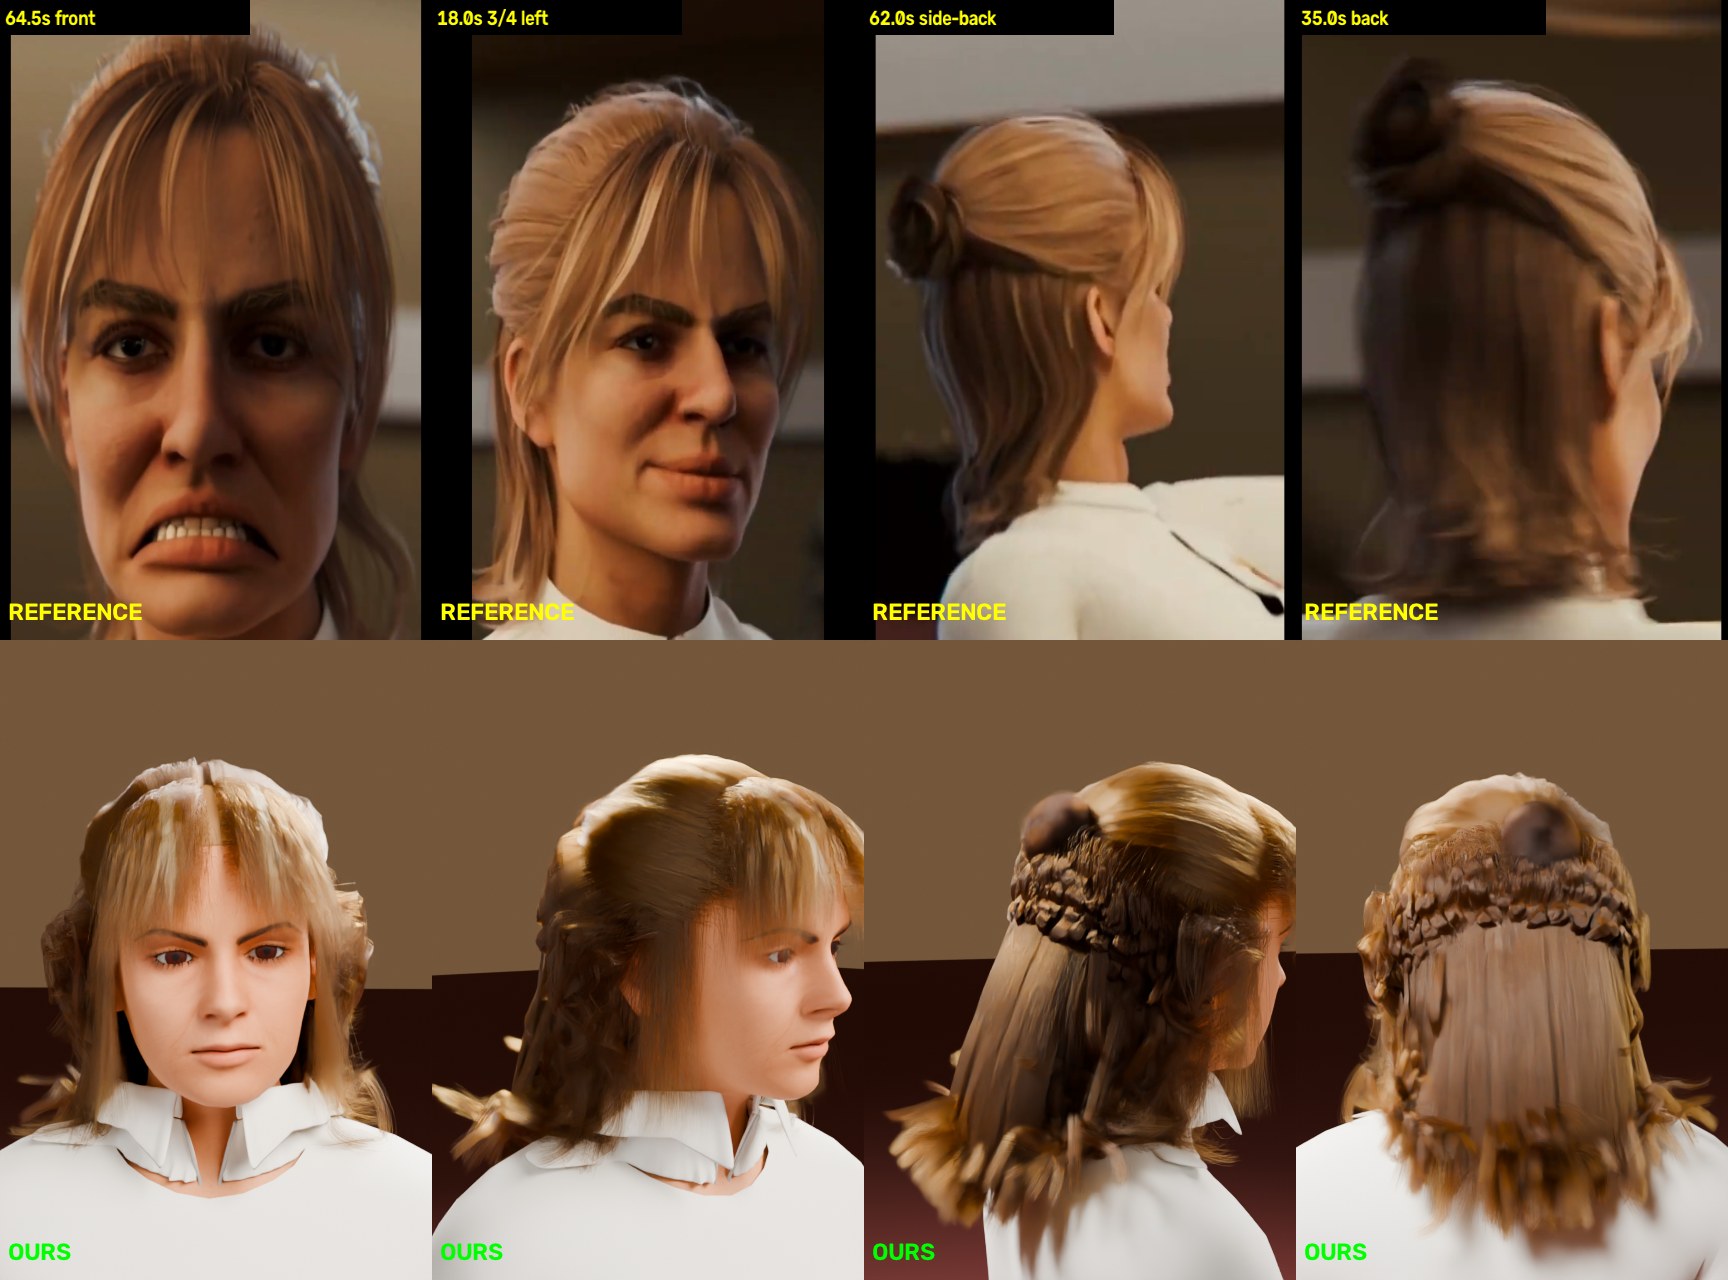 64.5s front
18.0s 3/4 left
62.0s side-back
35.0s back
REFERENCE
REFERENCE
REFERENCE
REFERENCE
OURS
OURS
OURS
OURS